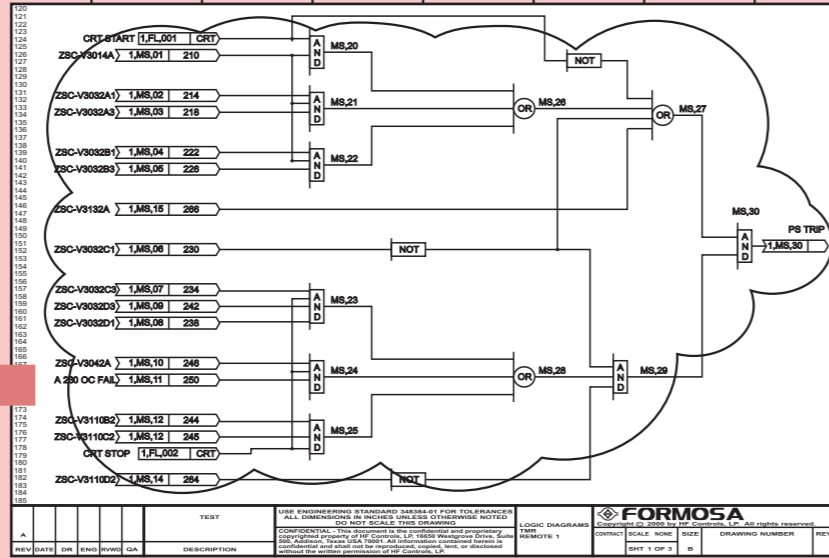 CRT START 1,FL,001 CRT
ZSC-V3014A 1,MS,01 210
AND MS,20
NOT
ZSC-V3032A1 1,MS,02 214
ZSC-V3032A3 1,MS,03 218
AND MS,21
OR MS,26
OR MS,27
ZSC-V3032B1 1,MS,04 222
ZSC-V3032B3 1,MS,05 226
AND MS,22
ZSC-V3132A 1,MS,15 266
ZSC-V3032C1 1,MS,06 230
NOT
MS,30
AND
PS TRIP
1,MS,30
ZSC-V3032C3 1,MS,07 234
ZSC-V3032D3 1,MS,09 242
ZSC-V3032D1 1,MS,08 238
AND MS,23
ZSC-V3042A 1,MS,10 246
A 280 OC FAIL 1,MS,11 250
AND MS,24
OR MS,28
AND MS,29
ZSC-V3110B2 1,MS,12 244
ZSC-V3110C2 1,MS,12 245
CRT STOP 1,FL,002 CRT
AND MS,25
ZSC-V3110D2 1,MS,14 264
NOT
120
121
122
123
124
125
126
127
128
129
130
131
132
133
134
135
136
137
138
139
140
141
142
143
144
145
146
147
148
149
150
151
152
153
154
155
156
157
158
159
160
161
162
163
164
165
166
173
174
175
176
177
178
179
180
181
182
183
184
185
A
REV DATE DR ENG RVWD QA
TEST
DESCRIPTION
USE ENGINEERING STANDARD 348384-01 FOR TOLERANCES
ALL DIMENSIONS IN INCHES UNLESS OTHERWISE NOTED
DO NOT SCALE THIS DRAWING
CONFIDENTIAL - This document is the confidential and proprietary
copyrighted property of HF Controls, LP, 16650 Westgrove Drive, Suite
500, Addison, Texas USA 70001. All information contained herein is
confidential and shall not be reproduced, copied, lent, or disclosed
without the written permission of HF Controls, LP.
LOGIC DIAGRAMS
TMR
REMOTE 1
FORMOSA
Copyright © 2000 by HF Controls, LP. All rights reserved.
CONTRACT SCALE NONE SIZE DRAWING NUMBER REV
SHT 1 OF 3 B